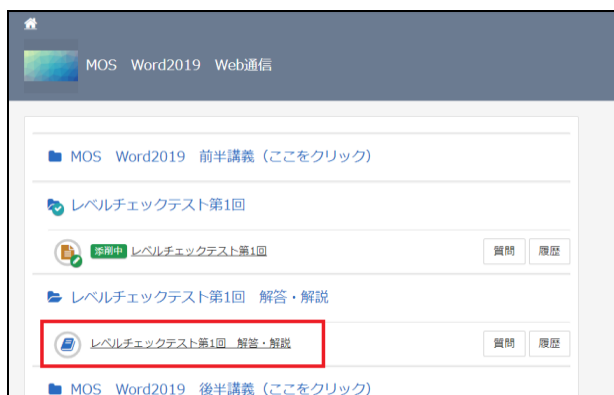 MOS　Word2019　Web通信
MOS　Word2019　前半講義（ここをクリック）
レベルチェックテスト第1回
添削中 レベルチェックテスト第1回 質問 履歴
レベルチェックテスト第1回　解答・解説
レベルチェックテスト第1回　解答・解説 質問 履歴
MOS　Word2019　後半講義（ここをクリック）